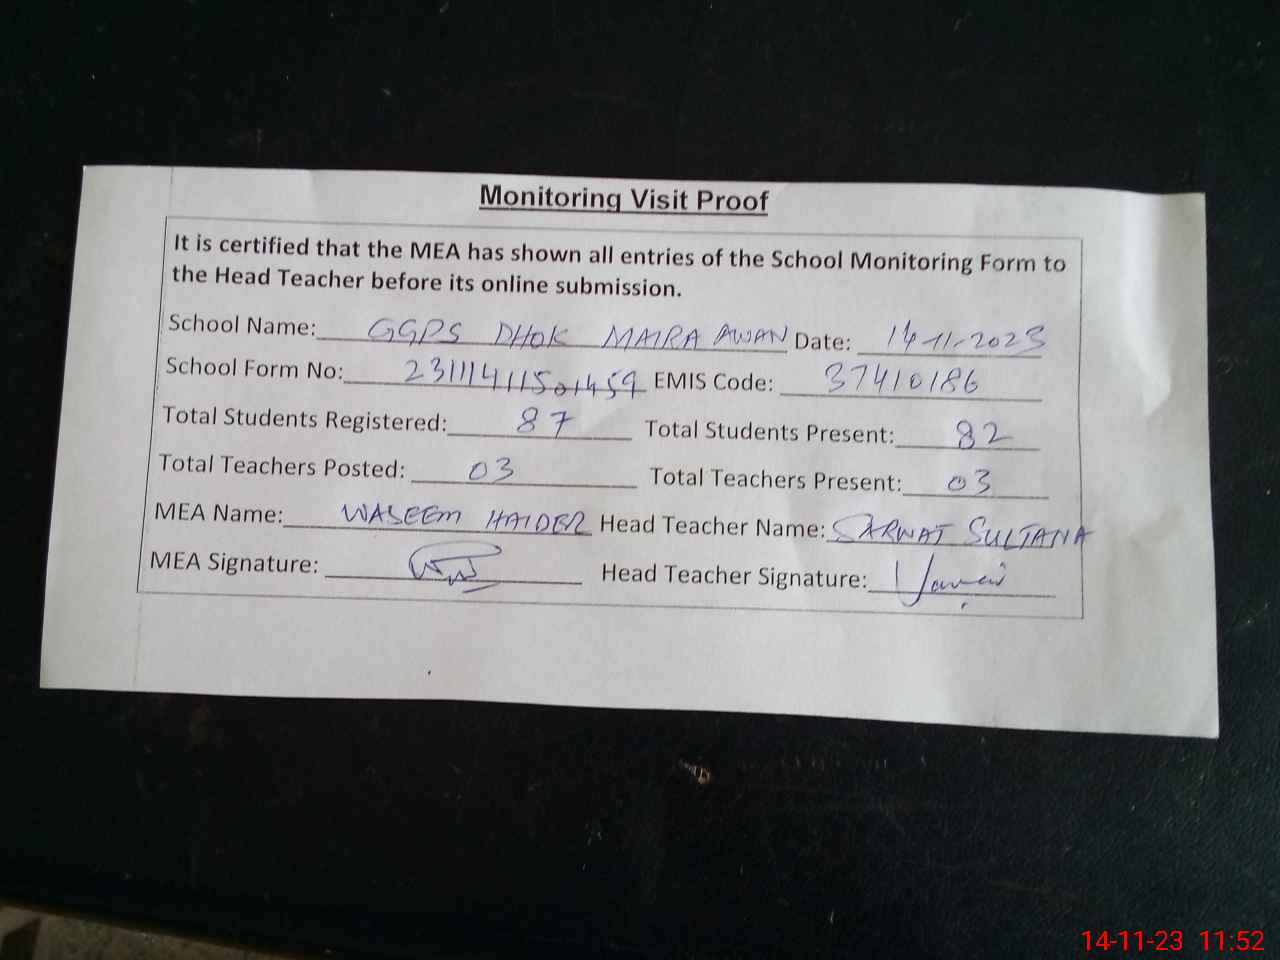 Monitoring Visit Proof
It is certified that the MEA has shown all entries of the School Monitoring Form to
the Head Teacher before its online submission.
School Name: GGPS DHOK MAIRA AWAN Date: 14-11-2023
School Form No: 23111411501459 EMIS Code: 37410186
Total Students Registered: 87 Total Students Present: 82
Total Teachers Posted: 03 Total Teachers Present: 03
MEA Name: WASEEM HAIDER Head Teacher Name: SARWAT SULTANA
MEA Signature: Head Teacher Signature:
14-11-23 11:52